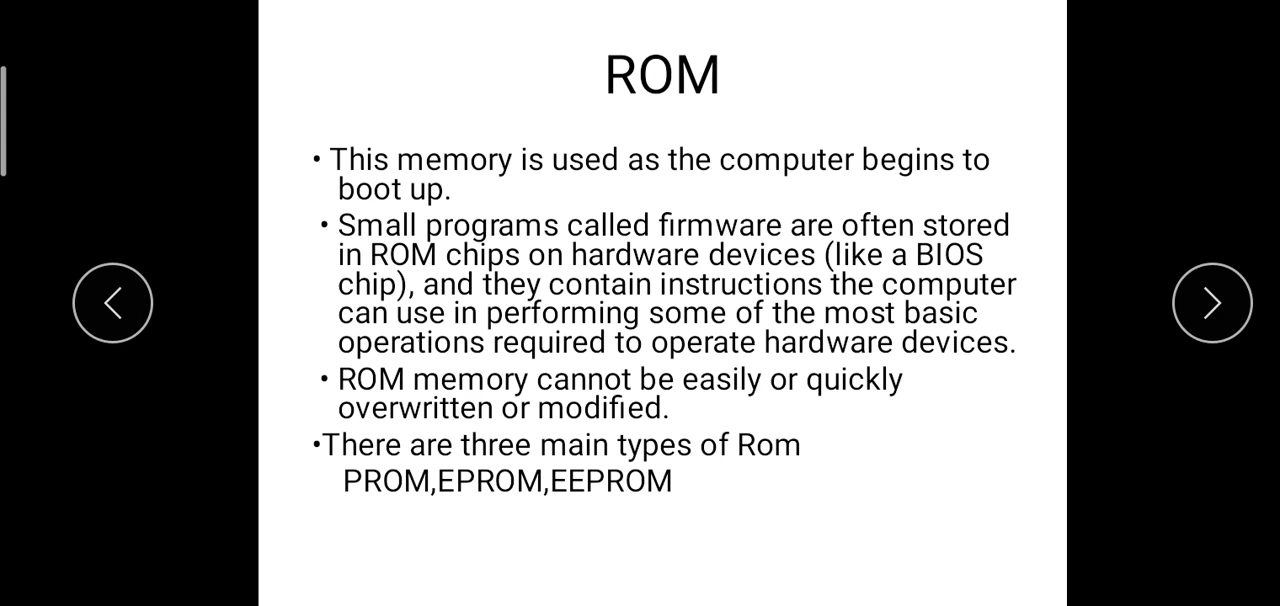 ROM
• This memory is used as the computer begins to
boot up.
• Small programs called firmware are often stored
in ROM chips on hardware devices (like a BIOS
chip), and they contain instructions the computer
can use in performing some of the most basic
operations required to operate hardware devices.
• ROM memory cannot be easily or quickly
overwritten or modified.
•There are three main types of Rom
PROM,EPROM,EEPROM